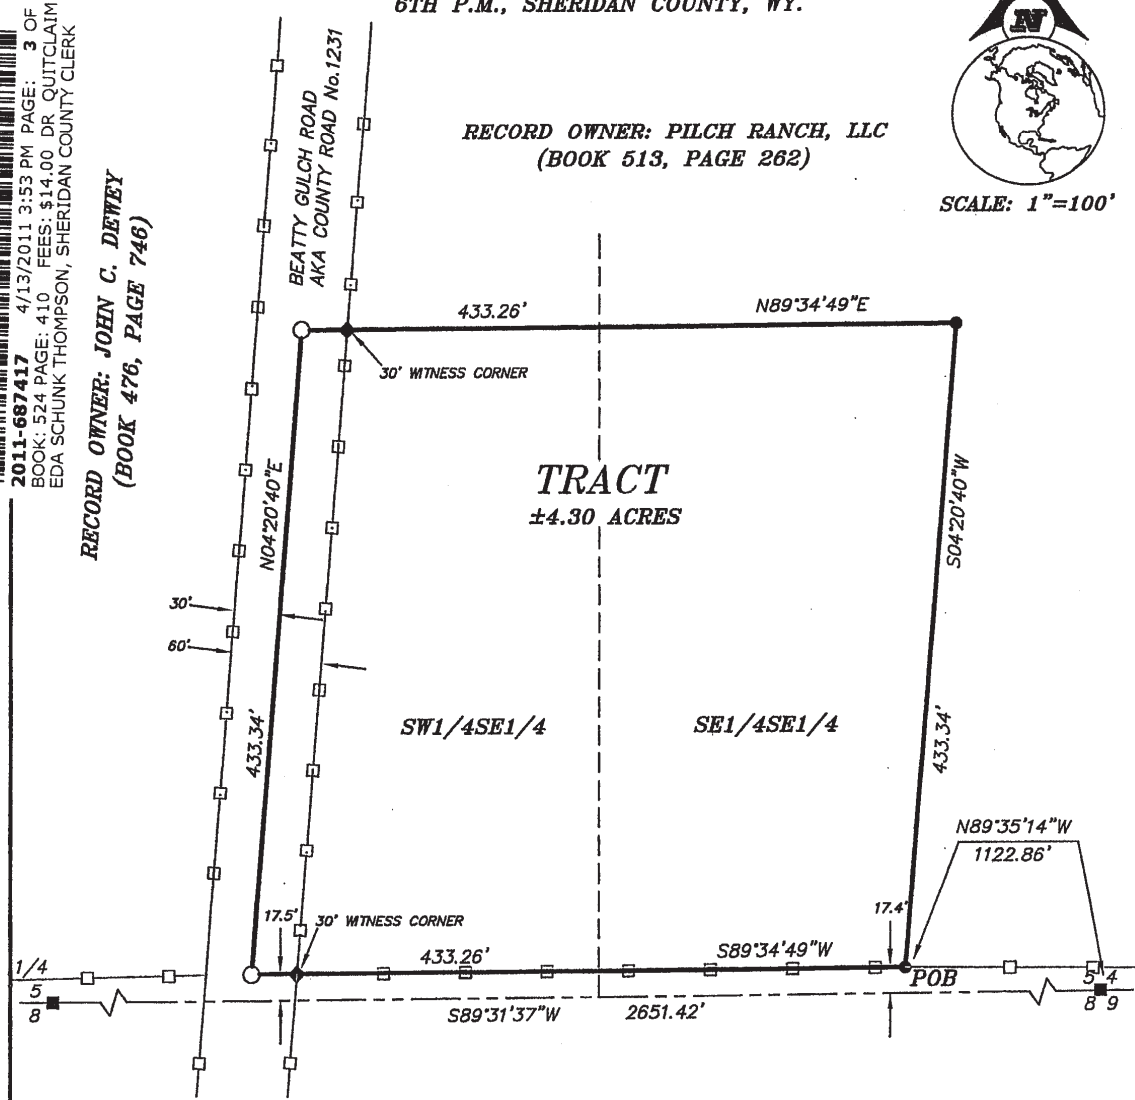 6TH P.M., SHERIDAN COUNTY, WY.
N
2011-687417 4/13/2011 3:53 PM PAGE: 3 OF
BOOK: 524 PAGE: 410 FEES: $14.00 DR QUITCLAIM
EDA SCHUNK THOMPSON, SHERIDAN COUNTY CLERK
RECORD OWNER: JOHN C. DEWEY
(BOOK 476, PAGE 746)
BEATTY GULCH ROAD
AKA COUNTY ROAD No.1231
RECORD OWNER: PILCH RANCH, LLC
(BOOK 513, PAGE 262)
SCALE: 1"=100'
433.26'
N89°34'49"E
30' WITNESS CORNER
TRACT
±4.30 ACRES
N04°20'40"E
S04°20'40"W
30'
60'
SW1/4SE1/4
SE1/4SE1/4
433.34'
433.34'
N89°35'14"W
1122.86'
17.5'
30' WITNESS CORNER
17.4'
433.26'
S89°34'49"W
POB
1/4
5
8
5 4
8 9
S89°31'37"W
2651.42'